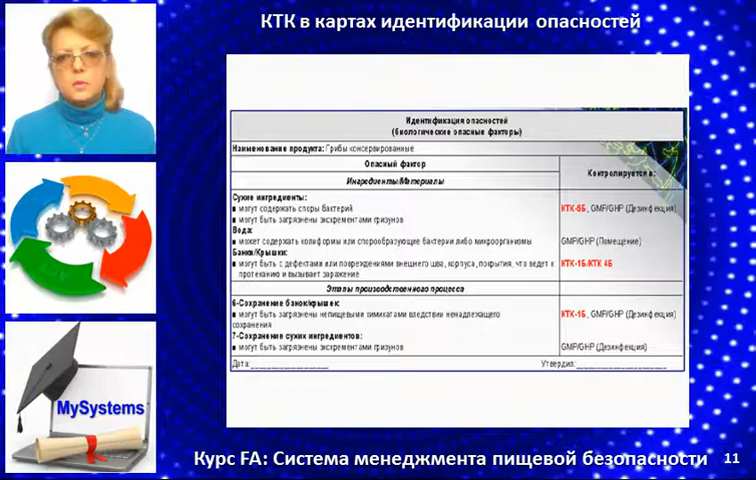 КТК в картах идентификации опасностей
Идентификация опасностей
(биологические опасные факторы)
Наименование продукта: Грибы консервированные
Опасный фактор
Контролируется в:
Ингредиенты/Материалы
Сухие ингредиенты:
могут содержать споры бактерий
КТК-5Б, GMF/GHP (Дезинфекция)
могут быть загрязнены экскрементами грызунов
Вода:
может содержать колиформы или спорообразующие бактерии либо микроорганизмы
GMF/GHP (Помещение)
Банки/Крышки:
могут быть с дефектами или повреждениями внешнего шва, корпуса, покрытия, что ведет к
КТК-1Б/КТК 4Б
протеканию и вызывает заражение
Этапы производственного процесса
6-Сохранение банок/крышек:
могут быть загрязнены непищевыми химикатами вледствии ненадлежащего
КТК-1Б, GMF/GHP (Дезинфекция)
сохранения
7-Сохранение сухих ингредиентов:
могут быть загрязнены экскрементами грызунов
GMF/GHP (Дезинфекция)
Дата:
Утвердил:
MySystems
Курс FA: Система менеджмента пищевой безопасности
11